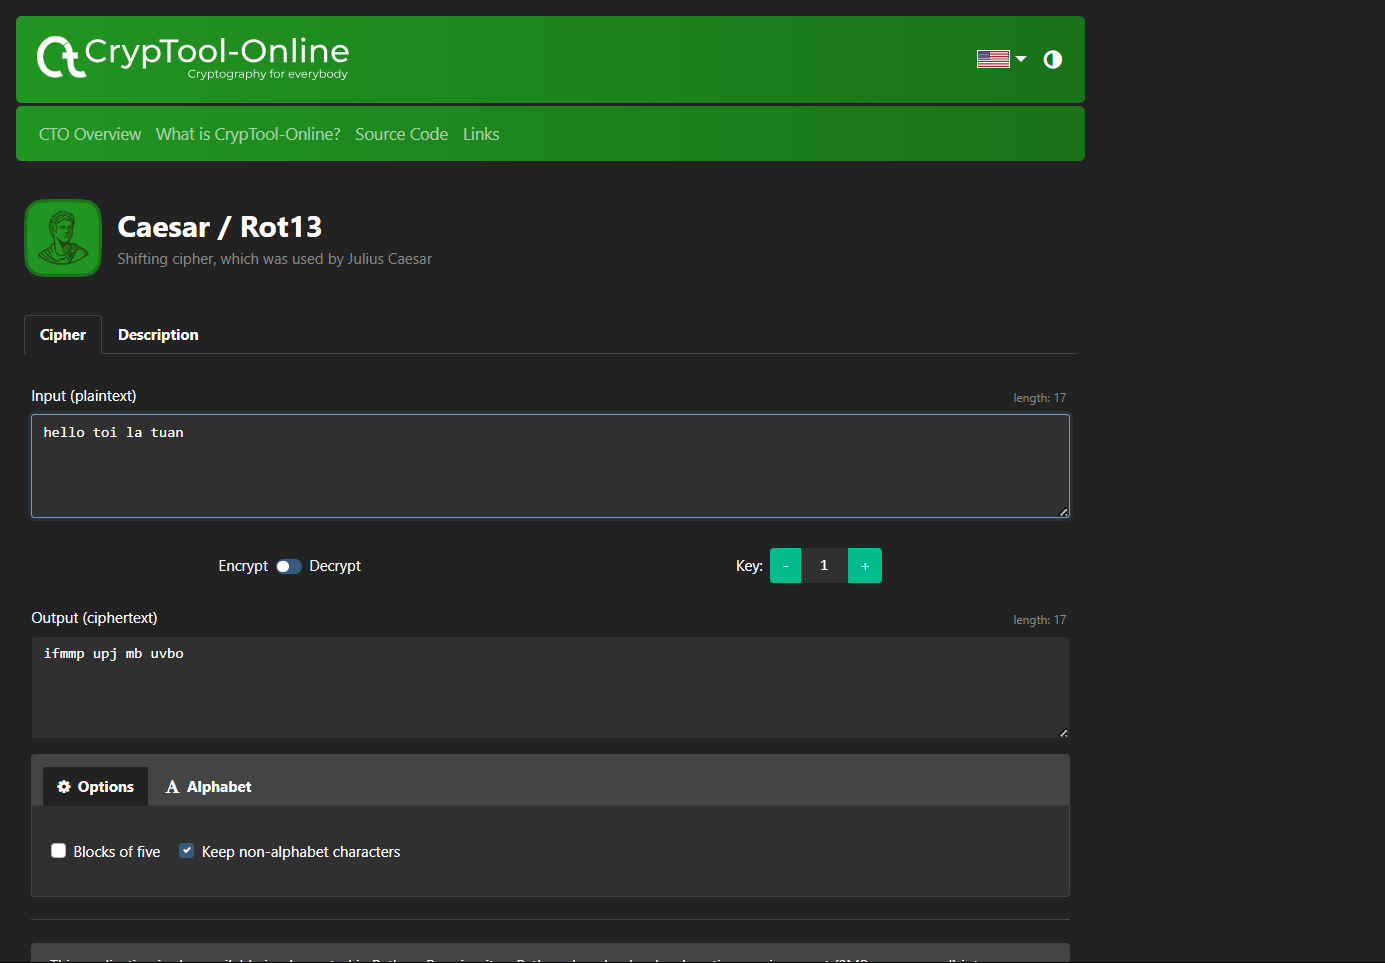 CrypTool-Online
Cryptography for everybody
CTO Overview What is CrypTool-Online? Source Code Links
Caesar / Rot13
Shifting cipher, which was used by Julius Caesar
Cipher Description
Input (plaintext) length: 17
hello toi la tuan
Encrypt Decrypt Key: - 1 +
Output (ciphertext) length: 17
ifmmp upj mb uvbo
Options Alphabet
Blocks of five Keep non-alphabet characters